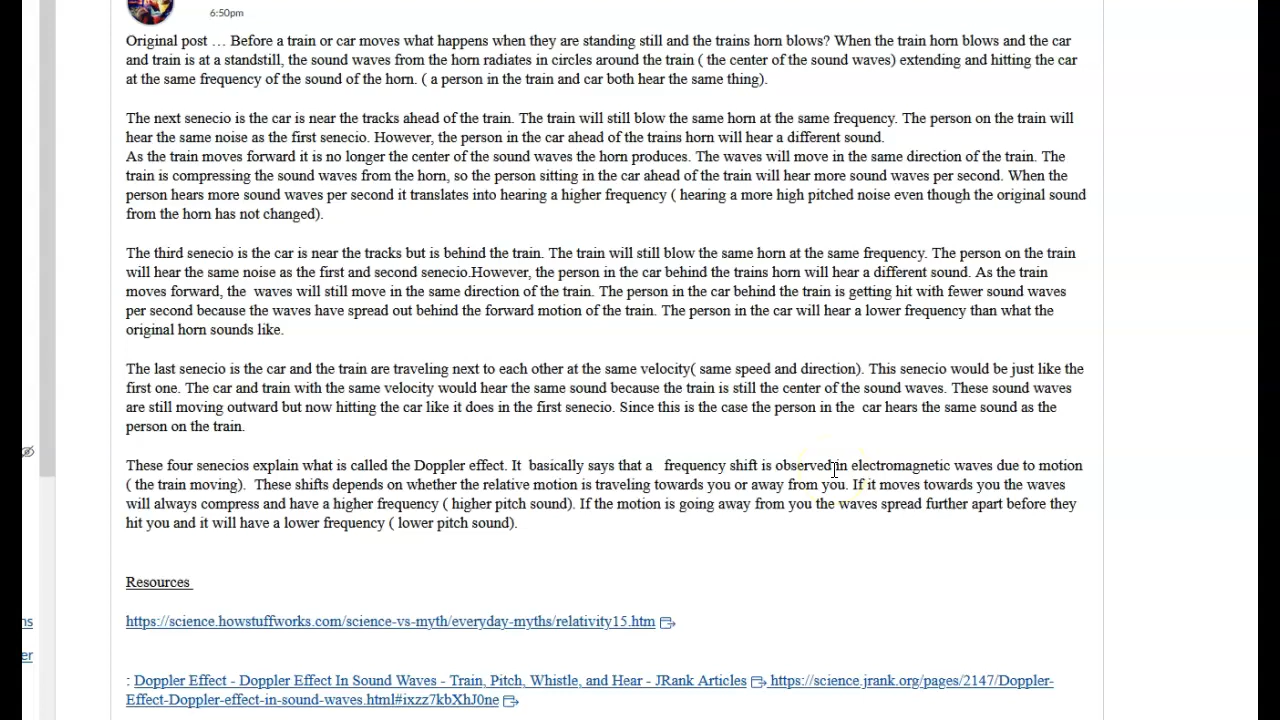 6:50pm
Original post … Before a train or car moves what happens when they are standing still and the trains horn blows? When the train horn blows and the car
and train is at a standstill, the sound waves from the horn radiates in circles around the train ( the center of the sound waves) extending and hitting the car
at the same frequency of the sound of the horn. ( a person in the train and car both hear the same thing).
The next senecio is the car is near the tracks ahead of the train. The train will still blow the same horn at the same frequency. The person on the train will
hear the same noise as the first senecio. However, the person in the car ahead of the trains horn will hear a different sound.
As the train moves forward it is no longer the center of the sound waves the horn produces. The waves will move in the same direction of the train. The
train is compressing the sound waves from the horn, so the person sitting in the car ahead of the train will hear more sound waves per second. When the
person hears more sound waves per second it translates into hearing a higher frequency ( hearing a more high pitched noise even though the original sound
from the horn has not changed).
The third senecio is the car is near the tracks but is behind the train. The train will still blow the same horn at the same frequency. The person on the train
will hear the same noise as the first and second senecio.However, the person in the car behind the trains horn will hear a different sound. As the train
moves forward, the  waves will still move in the same direction of the train. The person in the car behind the train is getting hit with fewer sound waves
per second because the waves have spread out behind the forward motion of the train. The person in the car will hear a lower frequency than what the
original horn sounds like.
The last senecio is the car and the train are traveling next to each other at the same velocity( same speed and direction). This senecio would be just like the
first one. The car and train with the same velocity would hear the same sound because the train is still the center of the sound waves. These sound waves
are still moving outward but now hitting the car like it does in the first senecio. Since this is the case the person in the  car hears the same sound as the
person on the train.
These four senecios explain what is called the Doppler effect. It  basically says that a   frequency shift is observed in electromagnetic waves due to motion
( the train moving).  These shifts depends on whether the relative motion is traveling towards you or away from you. If it moves towards you the waves
will always compress and have a higher frequency ( higher pitch sound). If the motion is going away from you the waves spread further apart before they
hit you and it will have a lower frequency ( lower pitch sound).
Resources
ns
https://science.howstuffworks.com/science-vs-myth/everyday-myths/relativity15.htm
er
: Doppler Effect - Doppler Effect In Sound Waves - Train, Pitch, Whistle, and Hear - JRank Articles https://science.jrank.org/pages/2147/Doppler-
Effect-Doppler-effect-in-sound-waves.html#ixzz7kbXhJ0ne